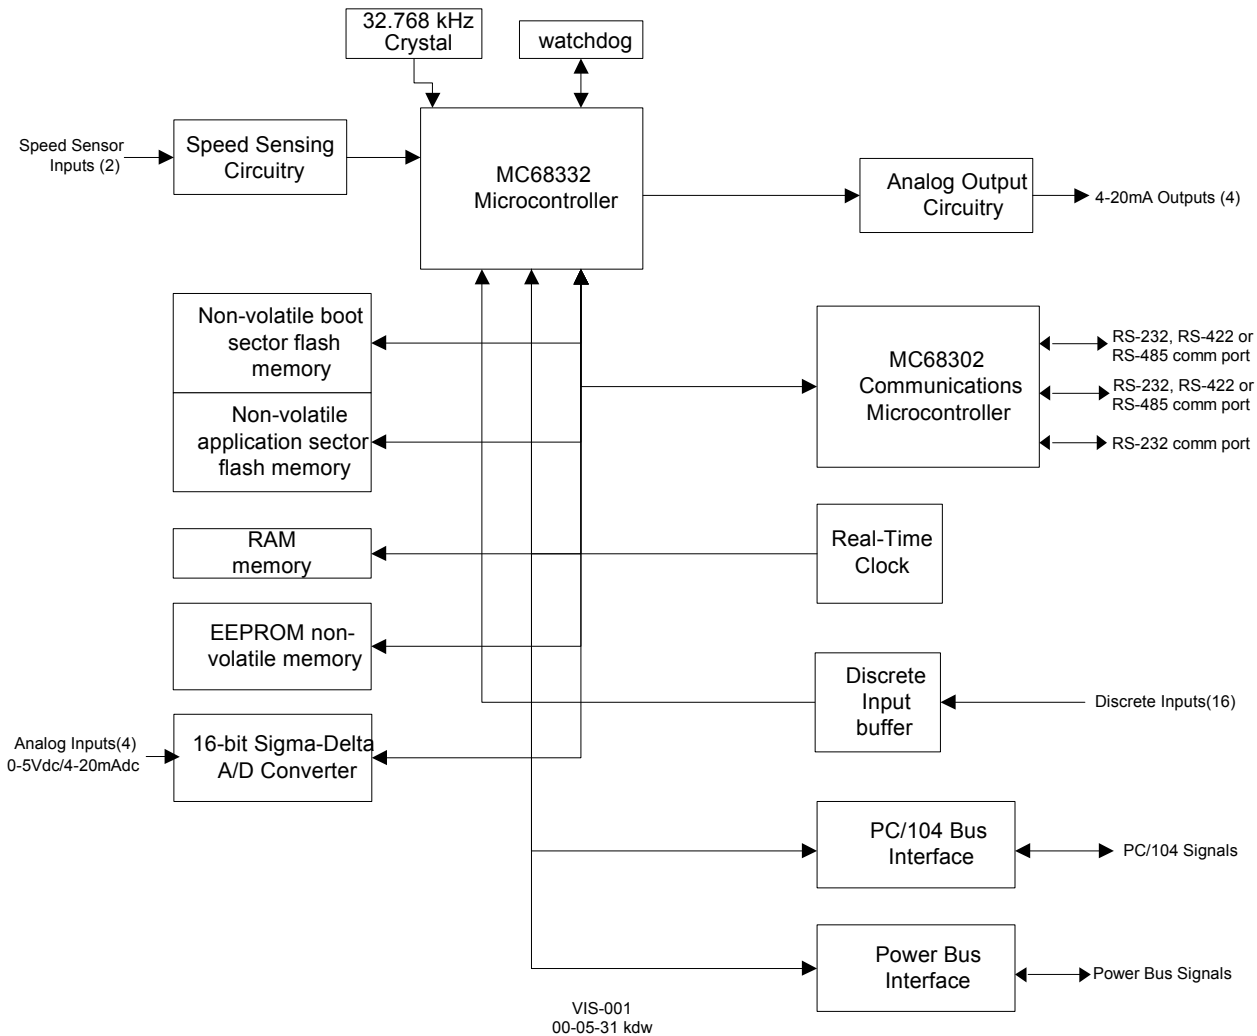 32.768 kHz
Crystal
watchdog
Speed Sensor
Inputs (2)
Speed Sensing
Circuitry
MC68332
Microcontroller
Analog Output
Circuitry
4-20mA Outputs (4)
Non-volatile boot
sector flash
memory
Non-volatile
application sector
flash memory
MC68302
Communications
Microcontroller
RS-232, RS-422 or
RS-485 comm port
RS-232, RS-422 or
RS-485 comm port
RS-232 comm port
RAM
memory
Real-Time
Clock
EEPROM non-
volatile memory
Discrete
Input
buffer
Discrete Inputs(16)
Analog Inputs(4)
0-5Vdc/4-20mAdc
16-bit Sigma-Delta
A/D Converter
PC/104 Bus
Interface
PC/104 Signals
Power Bus
Interface
Power Bus Signals
VIS-001
00-05-31 kdw